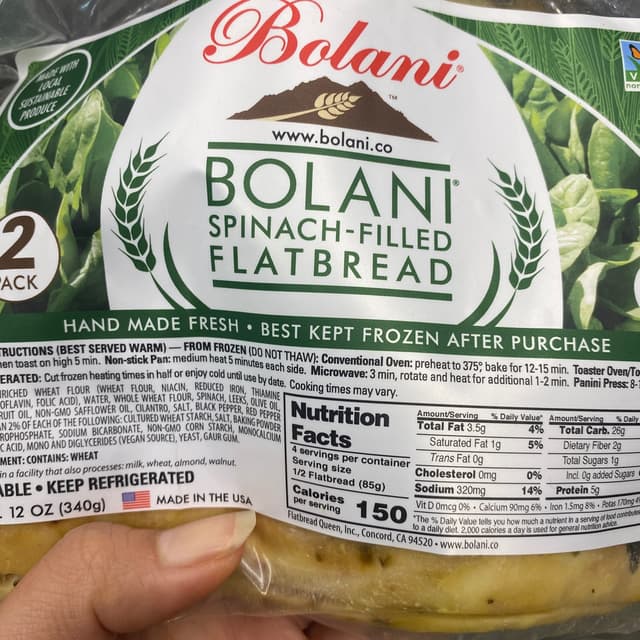 Bolani®
MADE WITH
LOCAL
SUSTAINABLE
PRODUCE
TM
www.bolani.co
BOLANI®
SPINACH-FILLED
FLATBREAD
2
PACK
HAND MADE FRESH • BEST KEPT FROZEN AFTER PURCHASE
(BEST SERVED WARM) — FROM FROZEN (DO NOT THAW): Conventional Oven: preheat to 375°, bake for 12-15 min. Toaster
toast on high 5 min. Non-stick Pan: medium heat 5 minutes each side. Microwave: 3 min, rotate and heat for additional 1-2 min. Panini Press:
Cut frozen heating times in half or enjoy cold until use by date. Cooking times may vary.
WHEAT FLOUR (WHEAT FLOUR, NIACIN, REDUCED IRON, THIAMINE
FOLIC ACID), WATER, WHOLE WHEAT FLOUR, SPINACH, LEEKS, OLIVE OIL,
OIL, NON-GMO SAFFLOWER OIL, CILANTRO, SALT, BLACK PEPPER, RED PEPPER
2% OF EACH OF THE FOLLOWING: CULTURED WHEAT STARCH, SALT, BAKING POWDER
SODIUM BICARBONATE, NON-GMO CORN STARCH, MONOCALCIUM
ACID, MONO AND DIGLYCERIDES (VEGAN SOURCE), YEAST, GAUR GUM.
CONTAINS: WHEAT
in a facility that also processes: milk, wheat, almond, walnut.
• KEEP REFRIGERATED
12 OZ (340g) MADE IN THE USA
Nutrition
Facts
4 servings per container
Serving size
1/2 Flatbread (85g)
Calories
per serving 150
Amount/Serving % Daily Value*
Total Fat 3.5g 4%
Saturated Fat 1g 5%
Trans Fat 0g
Cholesterol 0mg 0%
Sodium 320mg 14%
Amount/Serving % Daily
Total Carb. 26g
Dietary Fiber 2g
Total Sugars 1g
Incl. 0g added Sugars
Protein 5g
Vit D 0mcg 0% • Calcium 90mg 6% • Iron 1.5mg 8% • Potas 170mg
*The % Daily Value tells you how much a nutrient in a serving of food
to a daily diet. 2,000 calories a day is used for general nutrition advice.
Flatbread Queen, Inc., Concord, CA 94520 • www.bolani.co